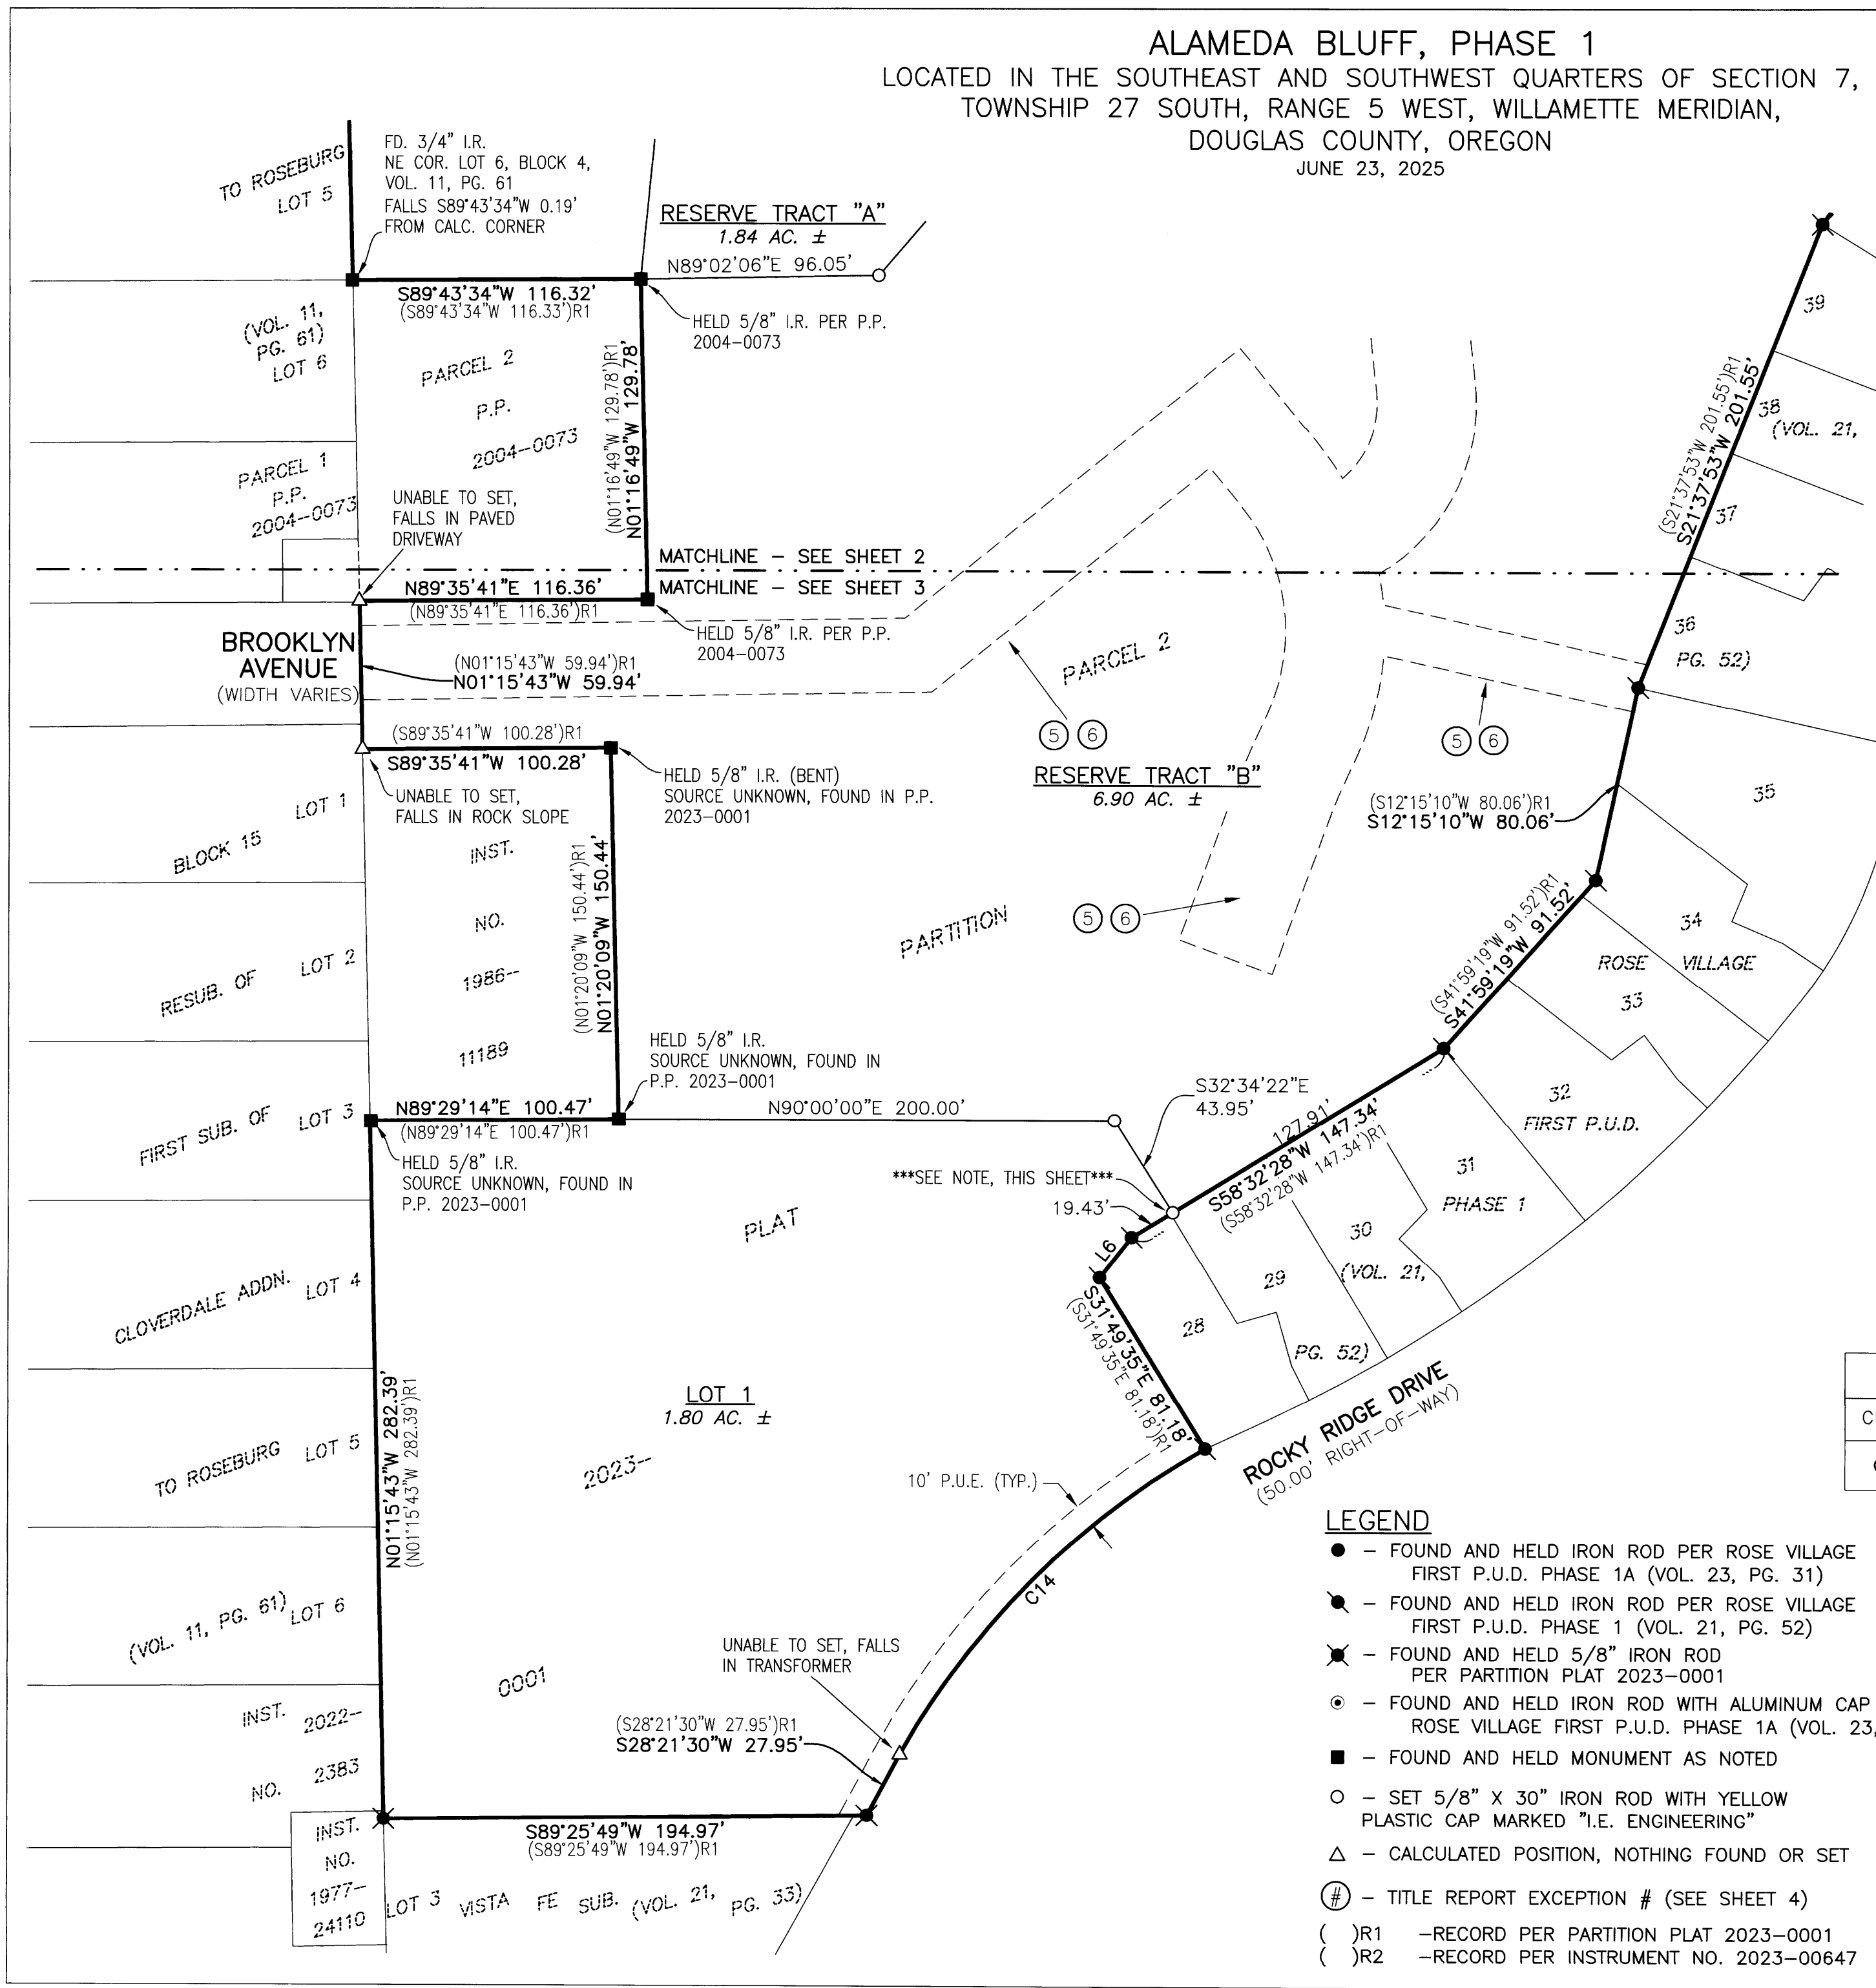 ALAMEDA BLUFF, PHASE 1
LOCATED IN THE SOUTHEAST AND SOUTHWEST QUARTERS OF SECTION 7,
TOWNSHIP 27 SOUTH, RANGE 5 WEST, WILLAMETTE MERIDIAN,
DOUGLAS COUNTY, OREGON
JUNE 23, 2025
TO ROSEBURG
LOT 5
FD. 3/4" I.R.
NE COR. LOT 6, BLOCK 4,
VOL. 11, PG. 61
FALLS S89°43'34"W 0.19'
FROM CALC. CORNER
RESERVE TRACT "A"
1.84 AC. ±
N89°02'06"E 96.05'
S89°43'34"W 116.32'
(S89°43'34"W 116.33')R1
HELD 5/8" I.R. PER P.P.
2004-0073
(VOL. 11,
PG. 61)
LOT 6
PARCEL 2
P.P.
2004--0073
(N01°16'49"W 129.78')R1
N01°16'49"W 129.78'
PARCEL 1
P.P.
2004--0073
UNABLE TO SET,
FALLS IN PAVED
DRIVEWAY
MATCHLINE - SEE SHEET 2
MATCHLINE - SEE SHEET 3
N89°35'41"E 116.36'
(N89°35'41"E 116.36')R1
HELD 5/8" I.R. PER P.P.
2004-0073
BROOKLYN
AVENUE
(WIDTH VARIES)
(N01°15'43"W 59.94')R1
N01°15'43"W 59.94'
(S89°35'41"W 100.28')R1
S89°35'41"W 100.28'
HELD 5/8" I.R. (BENT)
SOURCE UNKNOWN, FOUND IN P.P.
2023-0001
UNABLE TO SET,
FALLS IN ROCK SLOPE
39
38
(VOL. 21,
37
36
PG. 52)
35
(S21°37'53"W 201.55')R1
S21°37'53"W 201.55'
PARCEL 2
5 6
5 6
RESERVE TRACT "B"
6.90 AC. ±
(S12°15'10"W 80.06')R1
S12°15'10"W 80.06'
LOT 1
BLOCK 15
INST.
NO.
1986--
11189
(N01°20'09"W 150.44')R1
N01°20'09"W 150.44'
PARTITION
5 6
(S41°59'19"W 91.52')R1
S41°59'19"W 91.52'
34
ROSE VILLAGE
33
RESUB. OF LOT 2
HELD 5/8" I.R.
SOURCE UNKNOWN, FOUND IN
P.P. 2023-0001
N89°29'14"E 100.47'
(N89°29'14"E 100.47')R1
N90°00'00"E 200.00'
S32°34'22"E
43.95'
32
FIRST P.U.D.
FIRST SUB. OF LOT 3
HELD 5/8" I.R.
SOURCE UNKNOWN, FOUND IN
P.P. 2023-0001
***SEE NOTE, THIS SHEET***
127.91'
S58°32'28"W 147.34'
(S58°32'28"W 147.34')R1
19.43'
L6
31
PHASE 1
30
(VOL. 21,
29
28
PG. 52)
PLAT
CLOVERDALE ADDN. LOT 4
S31°49'35"E 81.18'
(S31°49'35"E 81.18')R1
LOT 1
1.80 AC. ±
N01°15'43"W 282.39'
(N01°15'43"W 282.39')R1
ROCKY RIDGE DRIVE
(50.00' RIGHT-OF-WAY)
TO ROSEBURG LOT 5
2023--
10' P.U.E. (TYP.)
C14
(VOL. 11, PG. 61) LOT 6
UNABLE TO SET, FALLS
IN TRANSFORMER
0001
(S28°21'30"W 27.95')R1
S28°21'30"W 27.95'
INST. 2022--
NO. 2383
S89°25'49"W 194.97'
(S89°25'49"W 194.97')R1
INST.
NO.
1977--
24110
LOT 3 VISTA FE SUB. (VOL. 21, PG. 33)
C
LEGEND
- FOUND AND HELD IRON ROD PER ROSE VILLAGE
FIRST P.U.D. PHASE 1A (VOL. 23, PG. 31)
- FOUND AND HELD IRON ROD PER ROSE VILLAGE
FIRST P.U.D. PHASE 1 (VOL. 21, PG. 52)
- FOUND AND HELD 5/8" IRON ROD
PER PARTITION PLAT 2023-0001
- FOUND AND HELD IRON ROD WITH ALUMINUM CAP
ROSE VILLAGE FIRST P.U.D. PHASE 1A (VOL. 23,
- FOUND AND HELD MONUMENT AS NOTED
- SET 5/8" X 30" IRON ROD WITH YELLOW
PLASTIC CAP MARKED "I.E. ENGINEERING"
- CALCULATED POSITION, NOTHING FOUND OR SET
# - TITLE REPORT EXCEPTION # (SEE SHEET 4)
( )R1 -RECORD PER PARTITION PLAT 2023-0001
( )R2 -RECORD PER INSTRUMENT NO. 2023-00647